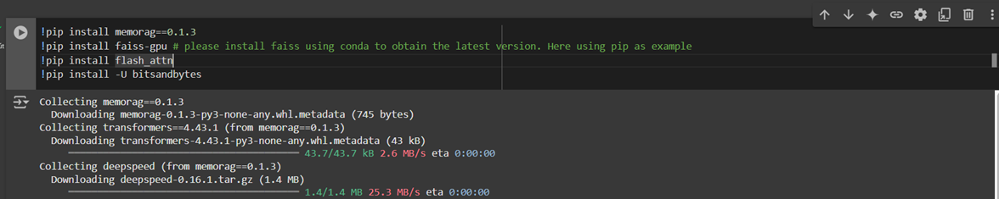 !pip install memorag==0.1.3
!pip install faiss-gpu # please install faiss using conda to obtain the latest version. Here using pip as example
!pip install flash_attn
!pip install -U bitsandbytes
Collecting memorag==0.1.3
Downloading memorag-0.1.3-py3-none-any.whl.metadata (745 bytes)
Collecting transformers==4.43.1 (from memorag==0.1.3)
Downloading transformers-4.43.1-py3-none-any.whl.metadata (43 kB)
43.7/43.7 kB 2.6 MB/s eta 0:00:00
Collecting deepspeed (from memorag==0.1.3)
Downloading deepspeed-0.16.1.tar.gz (1.4 MB)
1.4/1.4 MB 25.3 MB/s eta 0:00:00